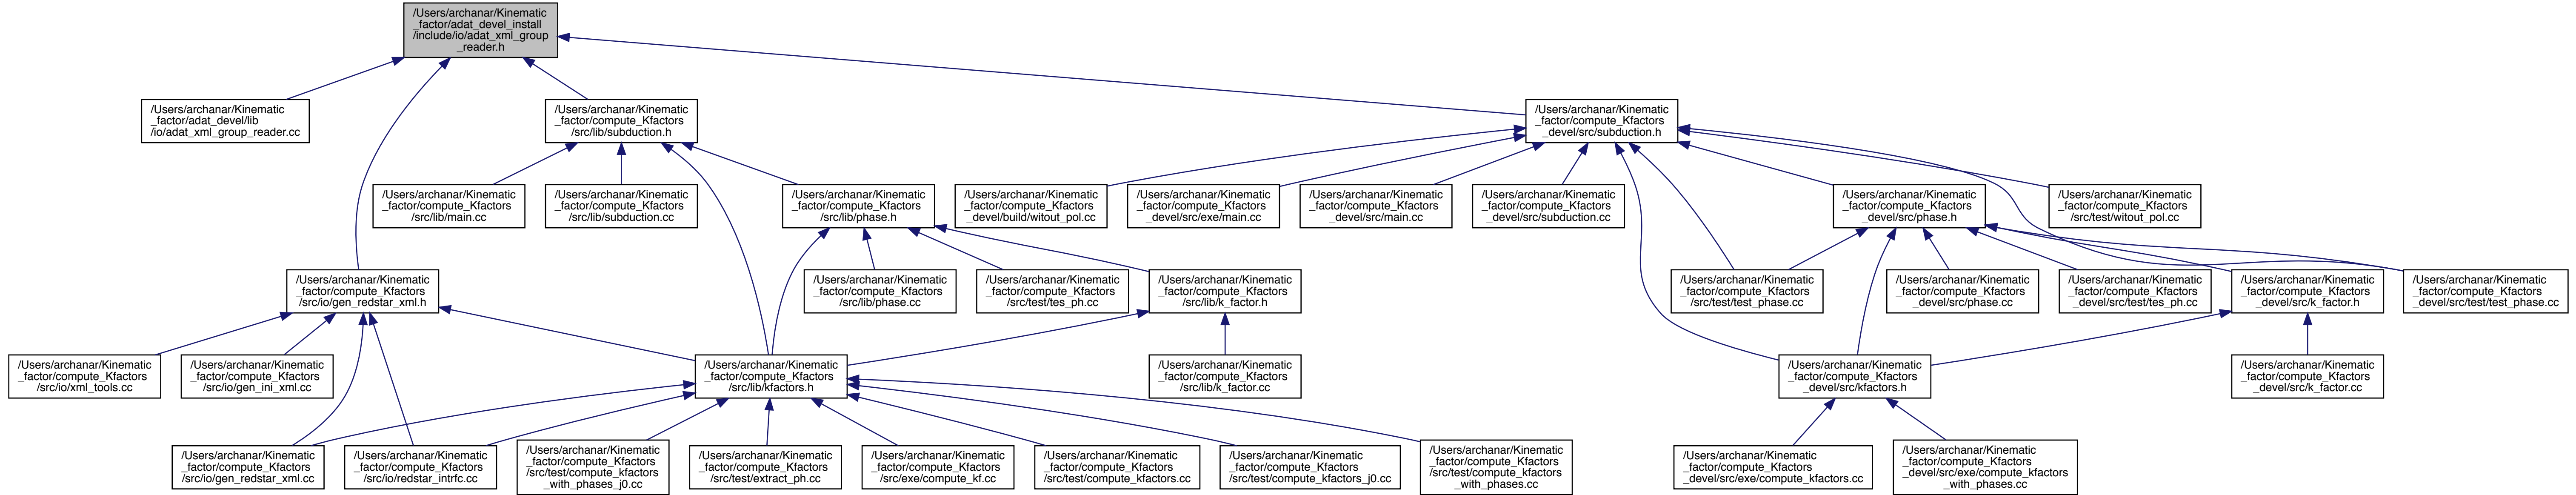 /Users/archanar/Kinematic
_factor/adat_devel_install
/include/io/adat_xml_group
_reader.h
/Users/archanar/Kinematic
_factor/adat_devel/lib
/io/adat_xml_group_reader.cc
/Users/archanar/Kinematic
_factor/compute_Kfactors
/src/lib/subduction.h
/Users/archanar/Kinematic
_factor/compute_Kfactors
_devel/src/subduction.h
/Users/archanar/Kinematic
_factor/compute_Kfactors
/src/lib/main.cc
/Users/archanar/Kinematic
_factor/compute_Kfactors
/src/lib/subduction.cc
/Users/archanar/Kinematic
_factor/compute_Kfactors
/src/lib/phase.h
/Users/archanar/Kinematic
_factor/compute_Kfactors
_devel/build/witout_pol.cc
/Users/archanar/Kinematic
_factor/compute_Kfactors
_devel/src/exe/main.cc
/Users/archanar/Kinematic
_factor/compute_Kfactors
_devel/src/main.cc
/Users/archanar/Kinematic
_factor/compute_Kfactors
_devel/src/subduction.cc
/Users/archanar/Kinematic
_factor/compute_Kfactors
_devel/src/phase.h
/Users/archanar/Kinematic
_factor/compute_Kfactors
/src/test/witout_pol.cc
/Users/archanar/Kinematic
_factor/compute_Kfactors
/src/io/gen_redstar_xml.h
/Users/archanar/Kinematic
_factor/compute_Kfactors
/src/lib/phase.cc
/Users/archanar/Kinematic
_factor/compute_Kfactors
/src/test/tes_ph.cc
/Users/archanar/Kinematic
_factor/compute_Kfactors
/src/lib/k_factor.h
/Users/archanar/Kinematic
_factor/compute_Kfactors
/src/test/test_phase.cc
/Users/archanar/Kinematic
_factor/compute_Kfactors
_devel/src/phase.cc
/Users/archanar/Kinematic
_factor/compute_Kfactors
_devel/src/test/tes_ph.cc
/Users/archanar/Kinematic
_factor/compute_Kfactors
_devel/src/k_factor.h
/Users/archanar/Kinematic
_factor/compute_Kfactors
_devel/src/test/test_phase.cc
/Users/archanar/Kinematic
_factor/compute_Kfactors
/src/io/xml_tools.cc
/Users/archanar/Kinematic
_factor/compute_Kfactors
/src/io/gen_ini_xml.cc
/Users/archanar/Kinematic
_factor/compute_Kfactors
/src/lib/kfactors.h
/Users/archanar/Kinematic
_factor/compute_Kfactors
/src/lib/k_factor.cc
/Users/archanar/Kinematic
_factor/compute_Kfactors
_devel/src/kfactors.h
/Users/archanar/Kinematic
_factor/compute_Kfactors
_devel/src/k_factor.cc
/Users/archanar/Kinematic
_factor/compute_Kfactors
/src/io/gen_redstar_xml.cc
/Users/archanar/Kinematic
_factor/compute_Kfactors
/src/io/redstar_intrfc.cc
/Users/archanar/Kinematic
_factor/compute_Kfactors
/src/test/compute_kfactors
_with_phases_j0.cc
/Users/archanar/Kinematic
_factor/compute_Kfactors
/src/test/extract_ph.cc
/Users/archanar/Kinematic
_factor/compute_Kfactors
/src/exe/compute_kf.cc
/Users/archanar/Kinematic
_factor/compute_Kfactors
/src/test/compute_kfactors.cc
/Users/archanar/Kinematic
_factor/compute_Kfactors
/src/test/compute_kfactors_j0.cc
/Users/archanar/Kinematic
_factor/compute_Kfactors
/src/test/compute_kfactors
_with_phases.cc
/Users/archanar/Kinematic
_factor/compute_Kfactors
_devel/src/exe/compute_kfactors.cc
/Users/archanar/Kinematic
_factor/compute_Kfactors
_devel/src/exe/compute_kfactors
_with_phases.cc